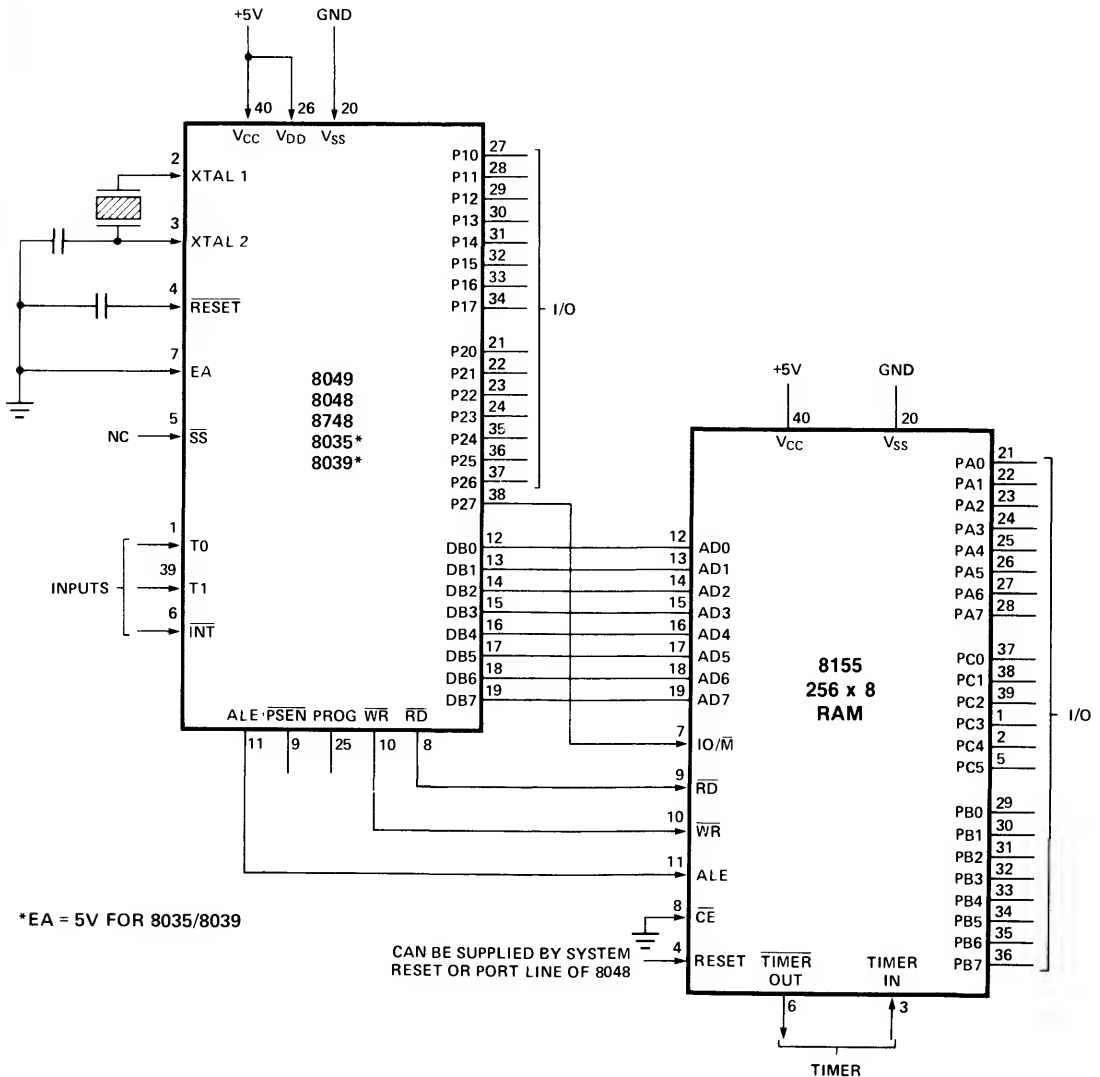 +5V GND
40 26 20
VCC VDD VSS
2 XTAL 1
3 XTAL 2
4 RESET
7 EA
5 NC SS
1 T0
39 T1
6 INT
INPUTS
8049
8048
8748
8035*
8039*
P10 27
P11 28
P12 29
P13 30
P14 31
P15 32
P16 33
P17 34
I/O
P20 21
P21 22
P22 23
P23 24
P24 35
P25 36
P26 37
P27 38
DB0 12
DB1 13
DB2 14
DB3 15
DB4 16
DB5 17
DB6 18
DB7 19
ALE PSEN PROG WR RD
11 9 25 10 8
*EA = 5V FOR 8035/8039
+5V GND
40 20
VCC VSS
12 AD0
13 AD1
14 AD2
15 AD3
16 AD4
17 AD5
18 AD6
19 AD7
7 IO/M
9 RD
10 WR
11 ALE
8 CE
4 RESET
CAN BE SUPPLIED BY SYSTEM
RESET OR PORT LINE OF 8048
8155
256 x 8
RAM
PA0 21
PA1 22
PA2 23
PA3 24
PA4 25
PA5 26
PA6 27
PA7 28
PC0 37
PC1 38
PC2 39
PC3 1
PC4 2
PC5 5
I/O
PB0 29
PB1 30
PB2 31
PB3 32
PB4 33
PB5 34
PB6 35
PB7 36
TIMER OUT
TIMER IN
6 3
TIMER